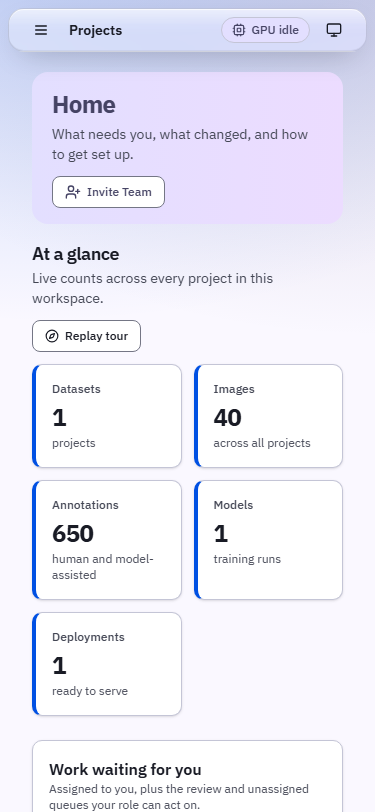 Projects
GPU idle
Home
What needs you, what changed, and how
to get set up.
Invite Team
At a glance
Live counts across every project in this
workspace.
Replay tour
Datasets
1
projects
Images
40
across all projects
Annotations
650
human and model-
assisted
Models
1
training runs
Deployments
1
ready to serve
Work waiting for you
Assigned to you, plus the review and unassigned
queues your role can act on.